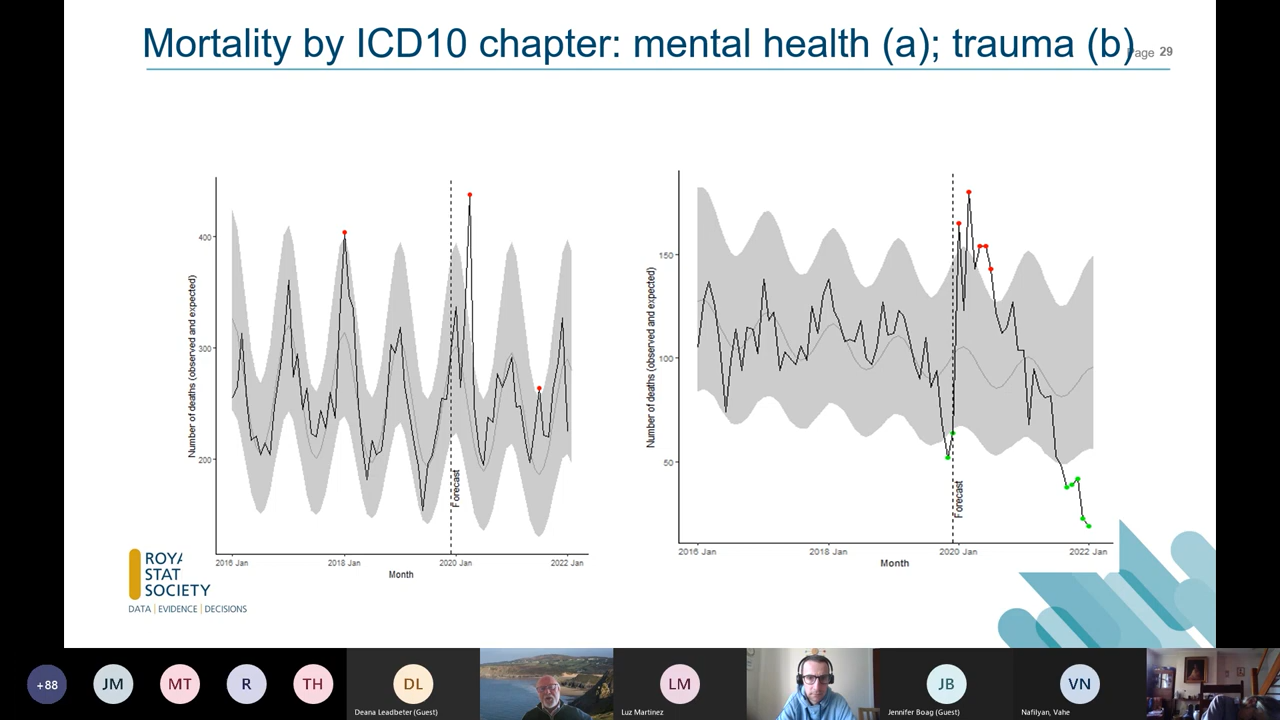 Mortality by ICD10 chapter: mental health (a); trauma (b)
Page 29
Number of deaths (observed and expected)
400
300
200
Forecast
2016 Jan
2018 Jan
2020 Jan
2022 Jan
Month
Number of deaths (observed and expected)
150
100
50
Forecast
2016 Jan
2018 Jan
2020 Jan
2022 Jan
Month
ROYA
STAT
SOCIETY
DATA | EVIDENCE | DECISIONS
+88
JM
MT
R
TH
DL
Deana Leadbeter (Guest)
LM
Luz Martinez
JB
Jennifer Boag (Guest)
VN
Nafilyan, Vahe